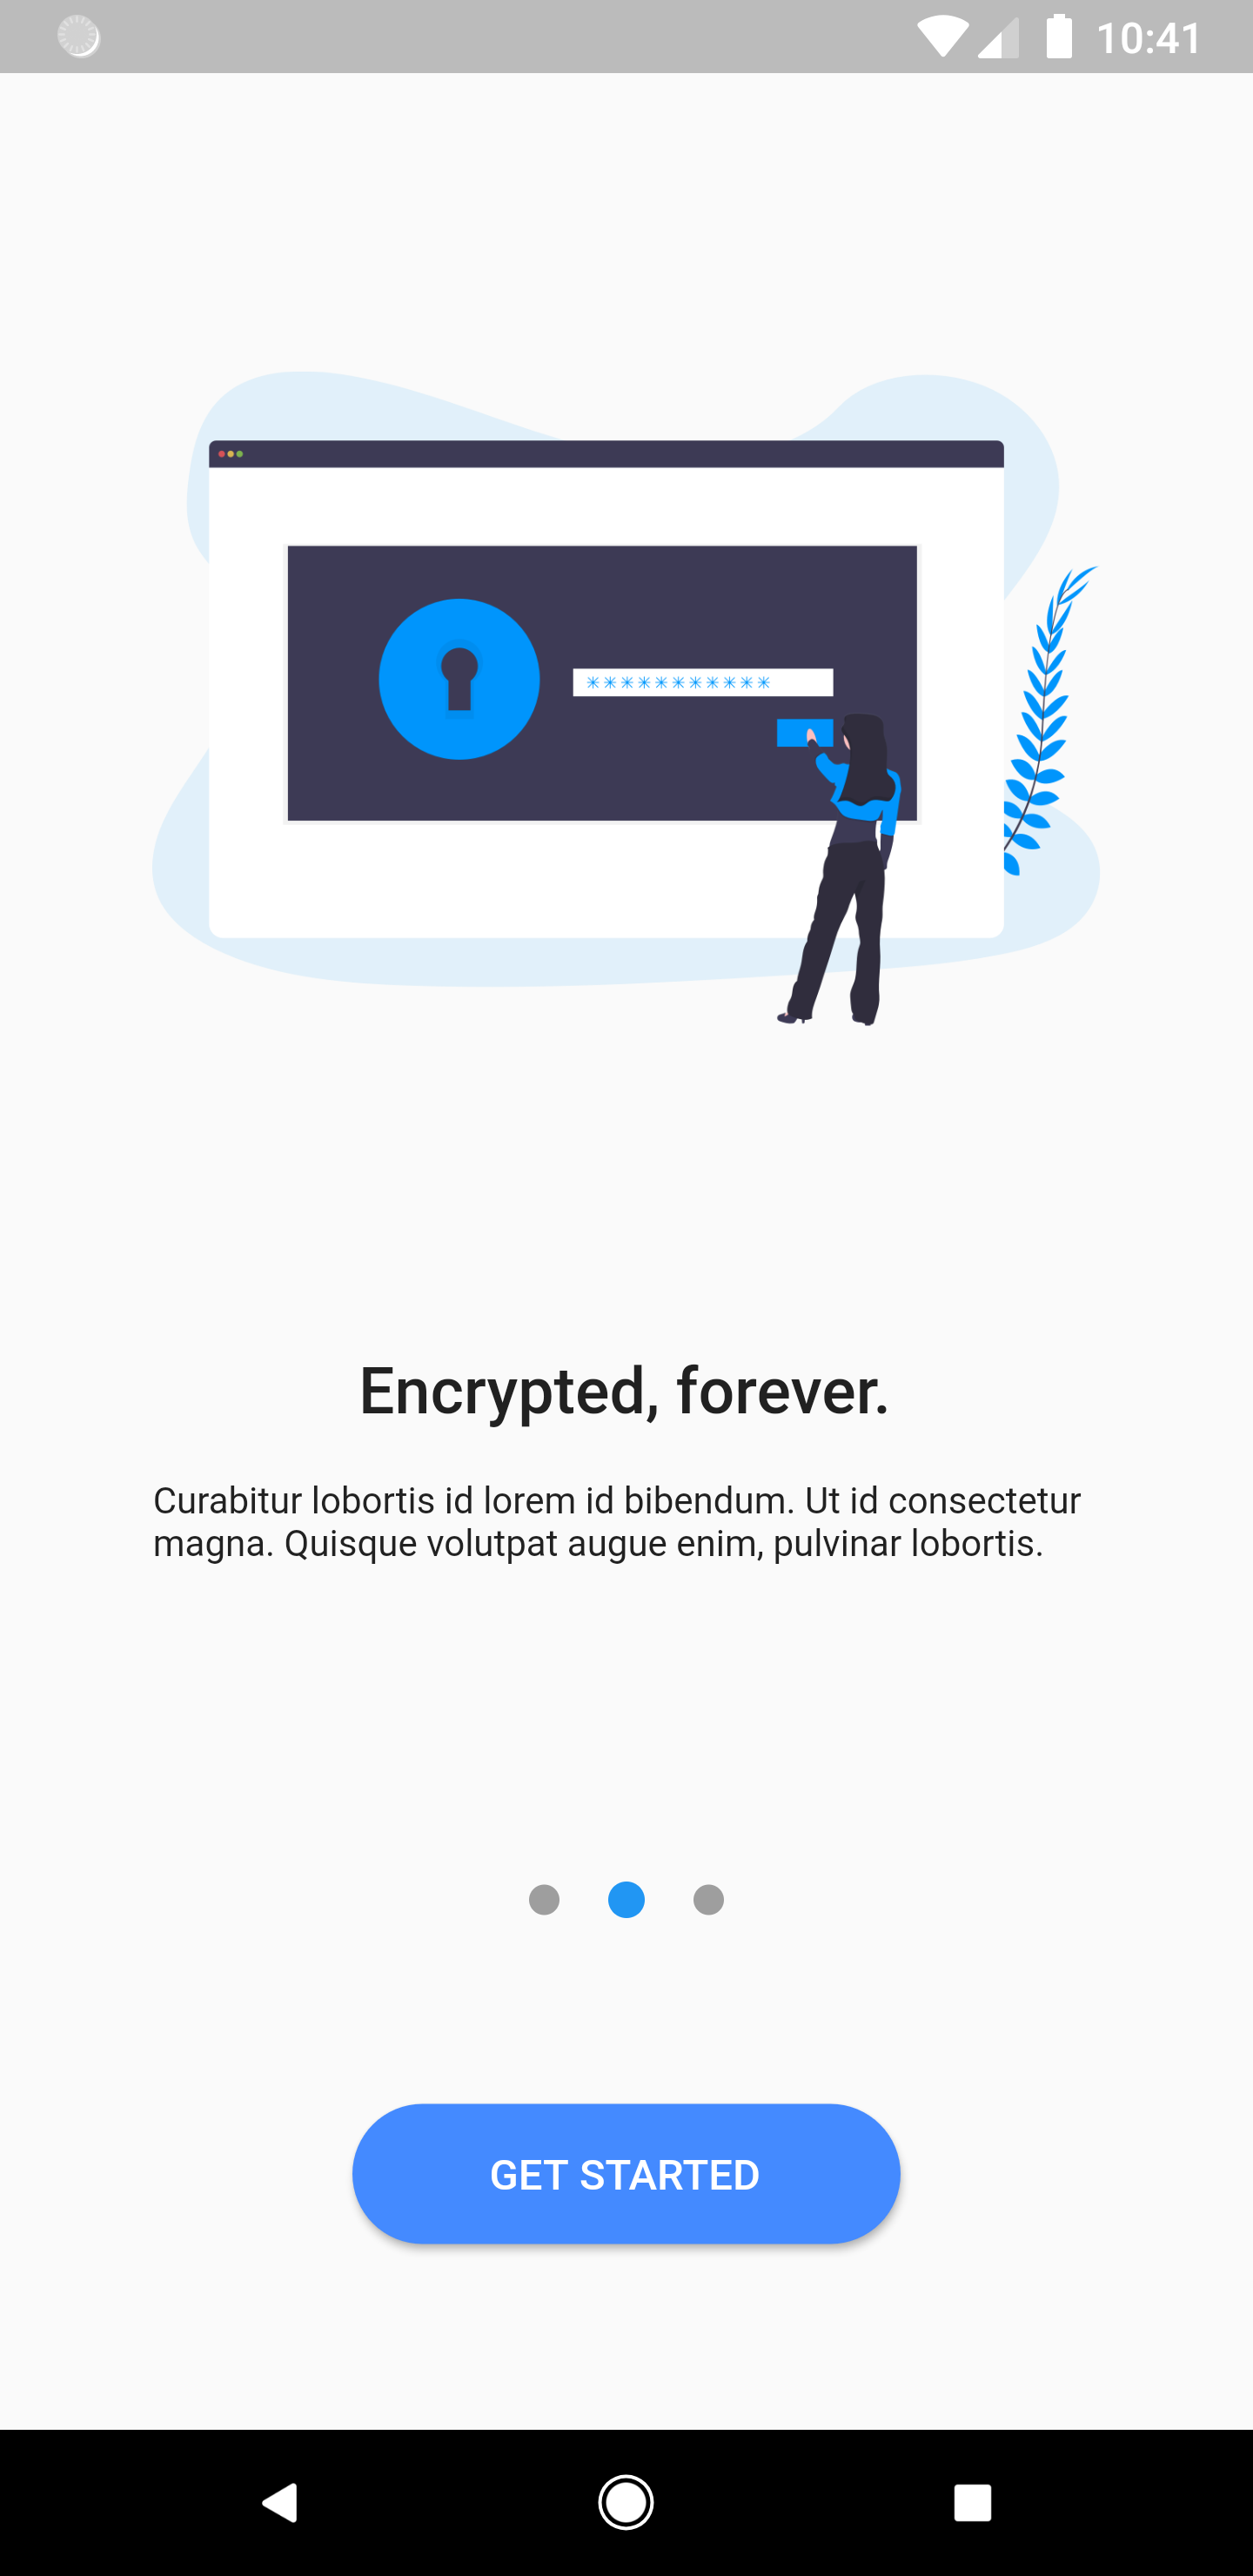 10:41
***********
Encrypted, forever.
Curabitur lobortis id lorem id bibendum. Ut id consectetur
magna. Quisque volutpat augue enim, pulvinar lobortis.
GET STARTED